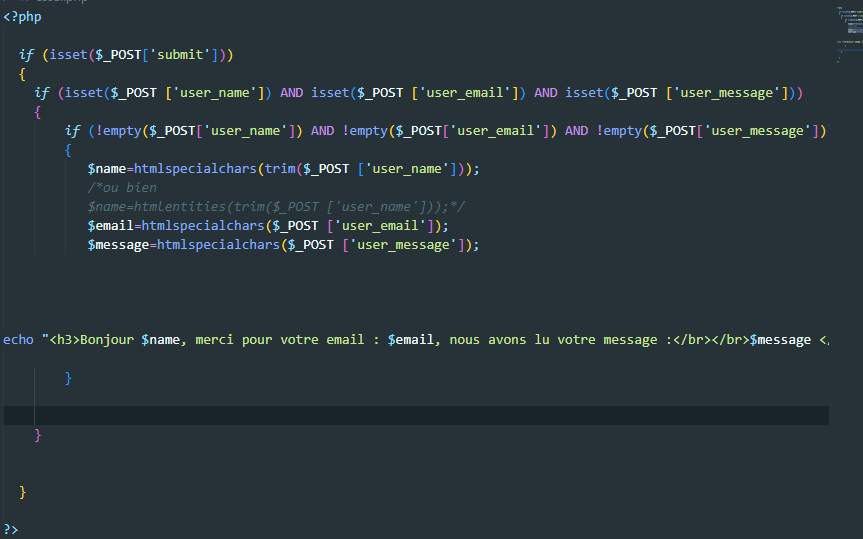 <?php
if (isset($_POST['submit']))
{
if (isset($_POST ['user_name']) AND isset($_POST ['user_email']) AND isset($_POST ['user_message']))
{
if (!empty($_POST['user_name']) AND !empty($_POST['user_email']) AND !empty($_POST['user_message'])
{
$name=htmlspecialchars(trim($_POST ['user_name']));
/*ou bien
$name=htmlentities(trim($_POST ['user_name']));*/
$email=htmlspecialchars($_POST ['user_email']);
$message=htmlspecialchars($_POST ['user_message']);
echo "<h3>Bonjour $name, merci pour votre email : $email, nous avons lu votre message :</br></br>$message <
}
}
}
?>